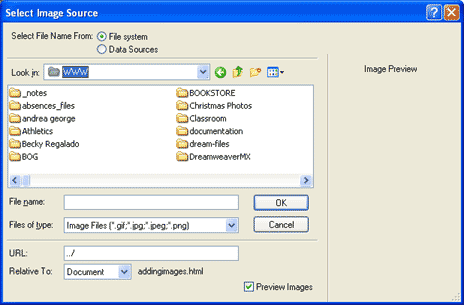 Select Image Source
Select File Name From: File system
Data Sources
Look in: WWW
Image Preview
_notes BOOKSTORE
absences_files Christmas Photos
andrea george Classroom
Athletics documentation
Becky Regalado dream-files
BOG DreamweaverMX
File name: OK
Files of type: Image Files (*.gif;*.jpg;*.jpeg;*.png) Cancel
URL: ../
Relative To: Document addingimages.html
Preview Images